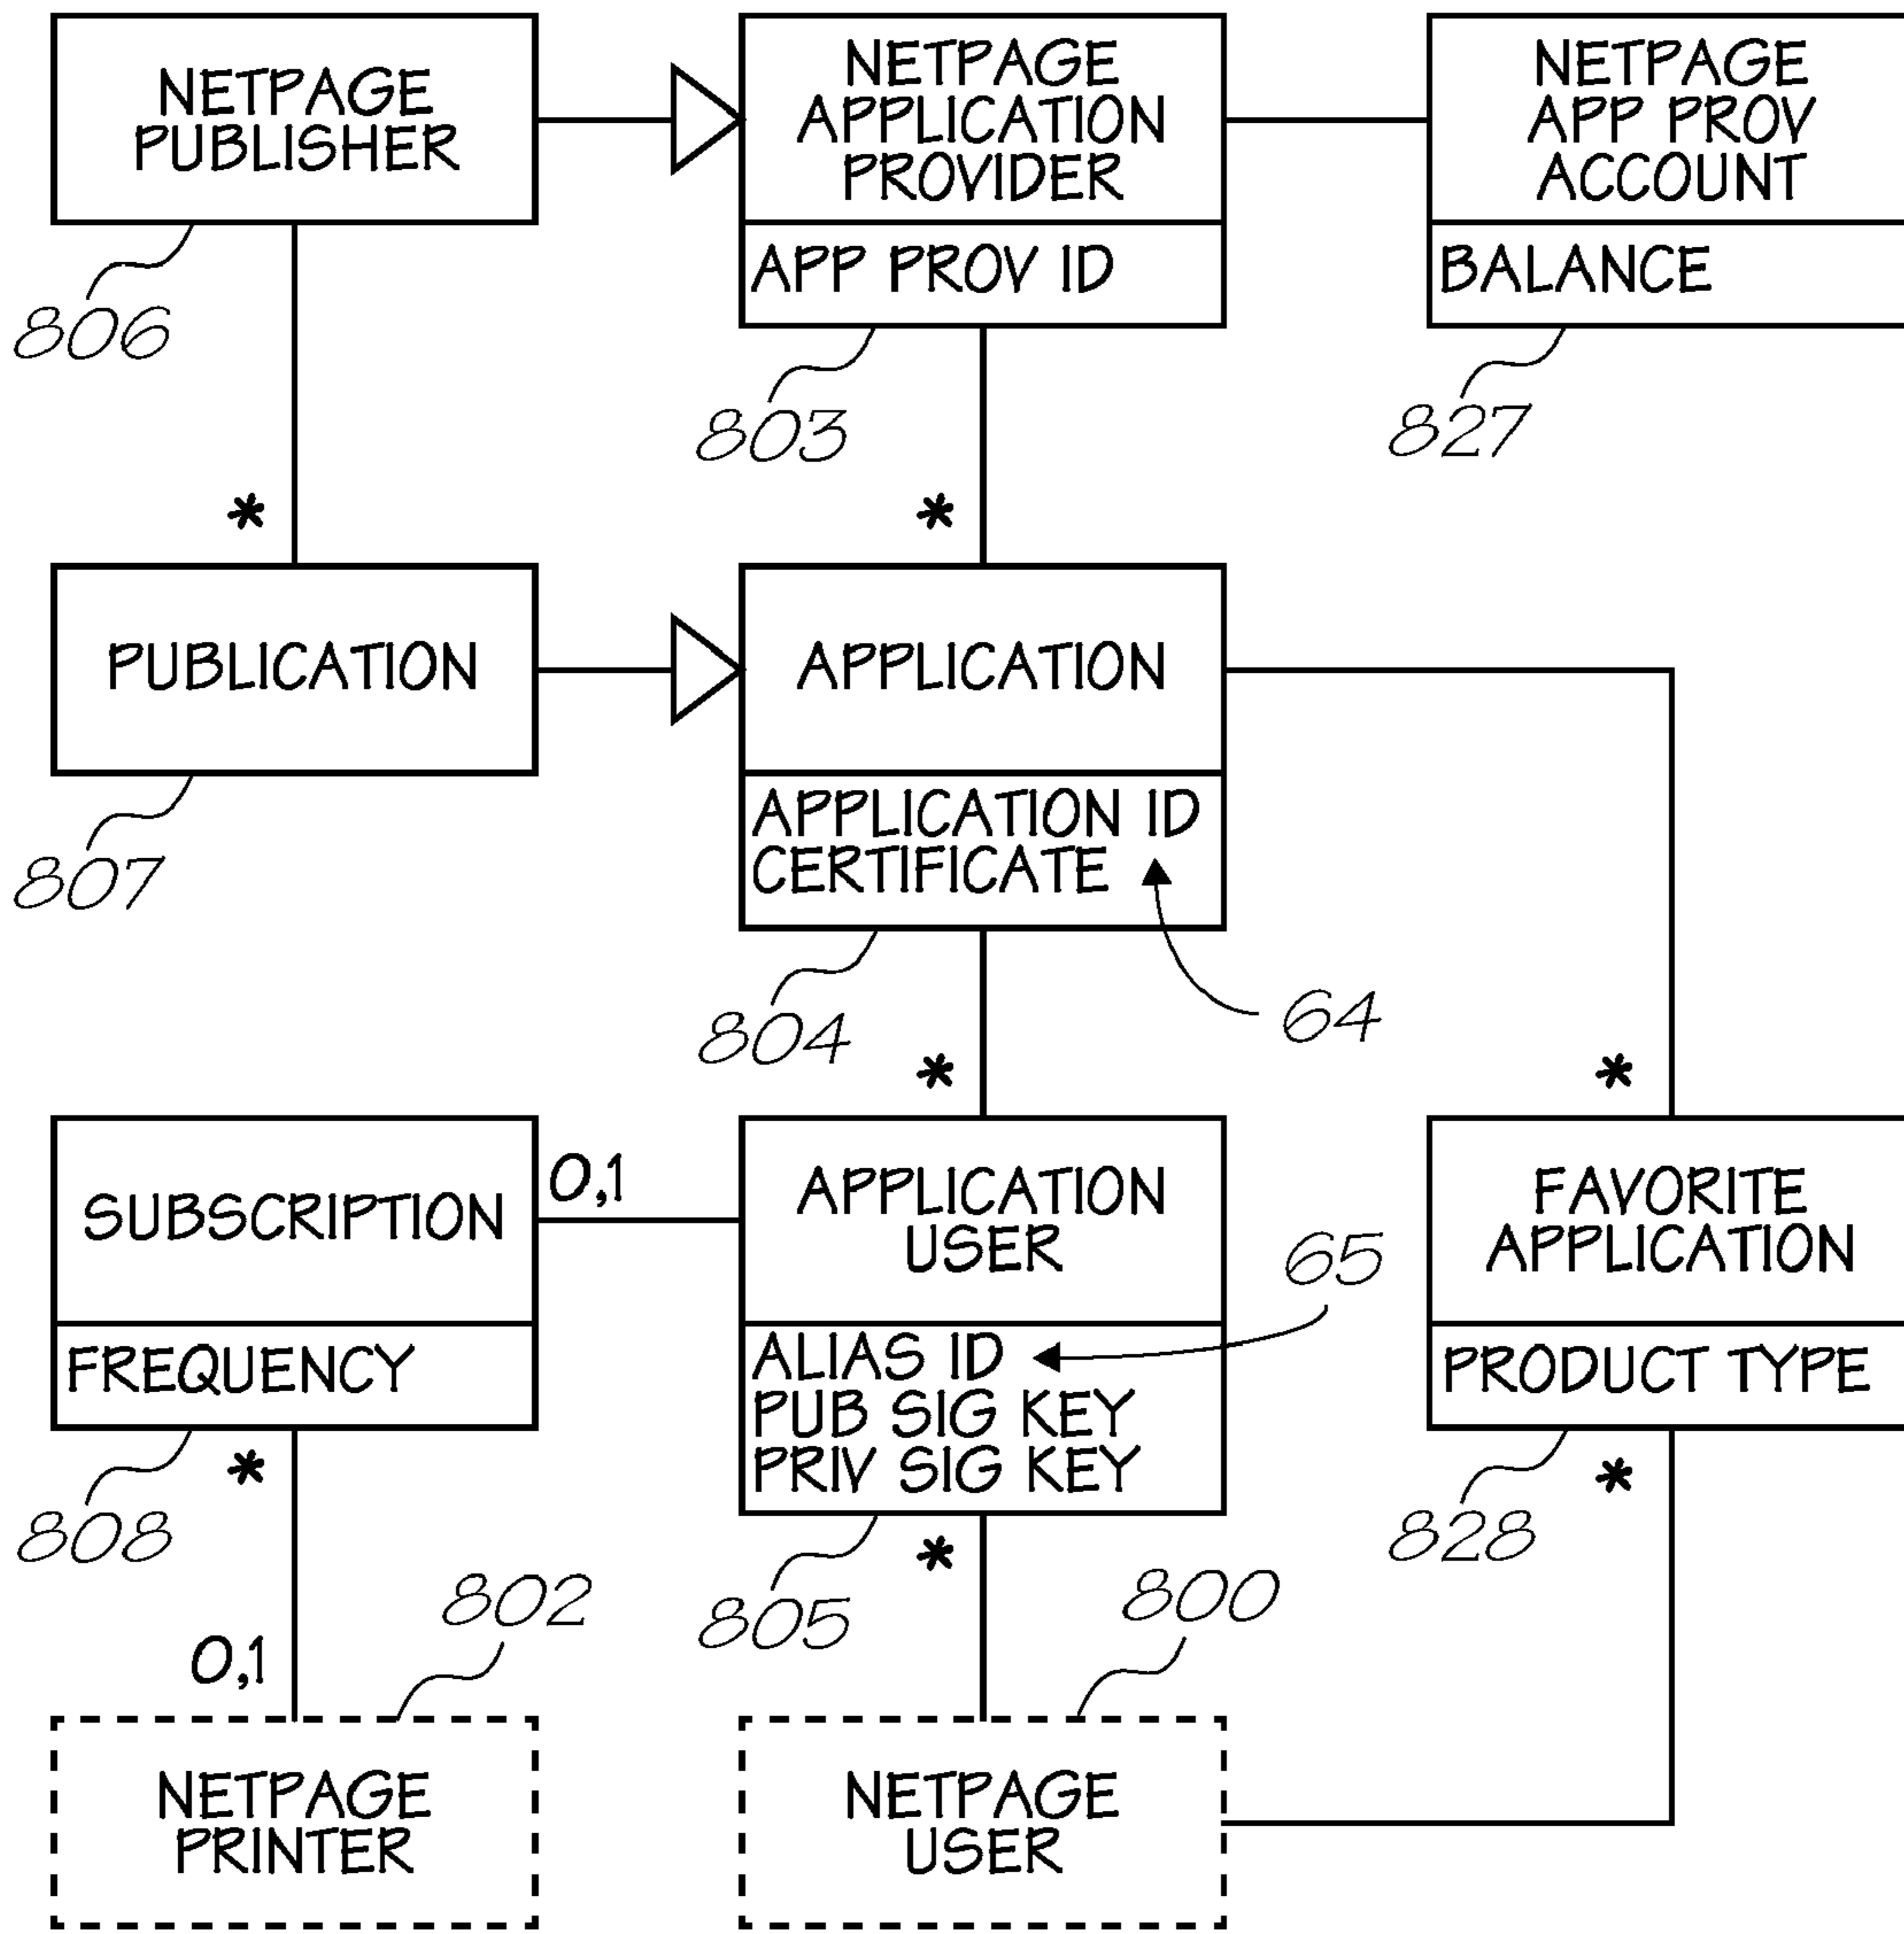 NETPAGE
PUBLISHER
NETPAGE
APPLICATION
PROVIDER
NETPAGE
APP PROV
ACCOUNT
APP PROV ID
BALANCE
806
803
827
*
*
PUBLICATION
APPLICATION
APPLICATION ID
CERTIFICATE
807
804
64
*
*
SUBSCRIPTION
0,1
APPLICATION
USER
FAVORITE
APPLICATION
65
FREQUENCY
ALIAS ID
PUB SIG KEY
PRIV SIG KEY
PRODUCT TYPE
808
*
805
*
828
*
802
800
0,1
NETPAGE
PRINTER
NETPAGE
USER